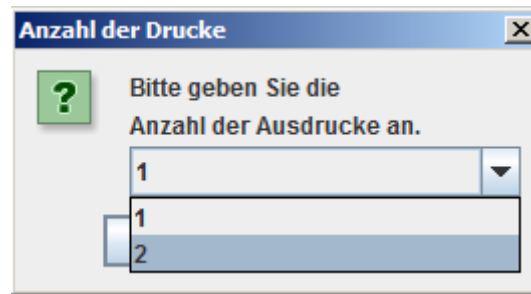 Anzahl der Drucke
Bitte geben Sie die
Anzahl der Ausdrucke an.
1
1
2